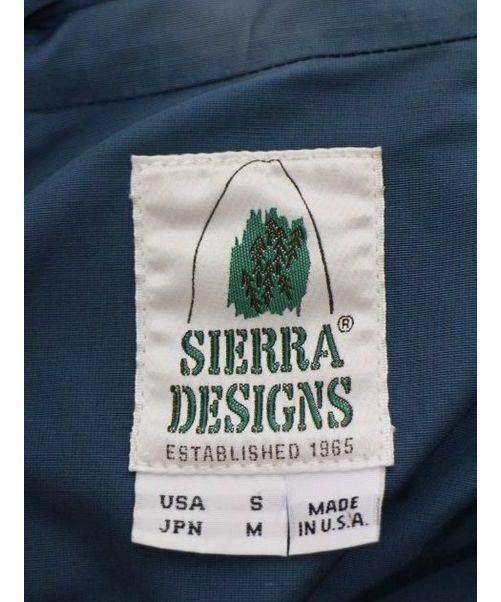 SIERRA®
DESIGNS
ESTABLISHED 1965
USA S
JPN M
MADE
IN U.S.A.